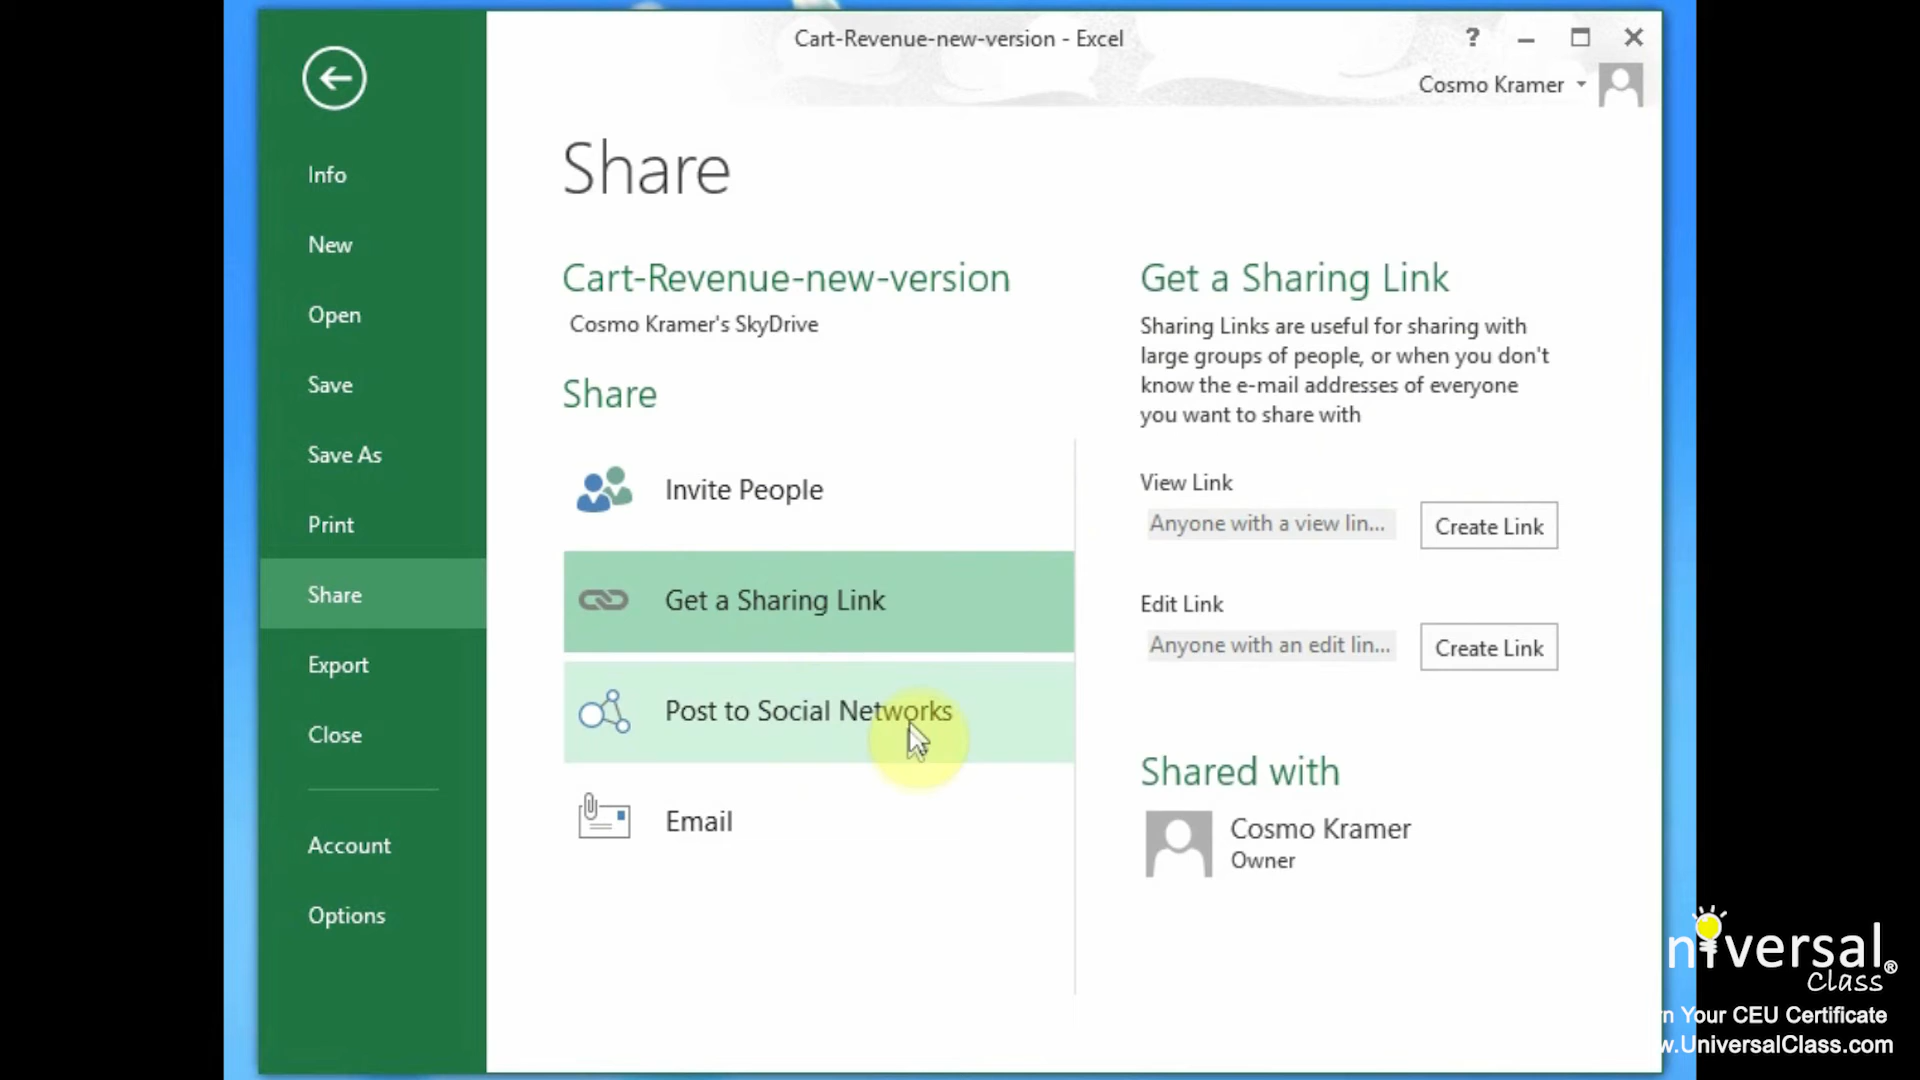 Cart-Revenue-new-version - Excel
?
Cosmo Kramer
Info
New
Open
Save
Save As
Print
Share
Export
Close
Account
Options
Share
Cart-Revenue-new-version
Cosmo Kramer's SkyDrive
Share
Invite People
Get a Sharing Link
Post to Social Networks
Email
Get a Sharing Link
Sharing Links are useful for sharing with
large groups of people, or when you don't
know the e-mail addresses of everyone
you want to share with
View Link
Anyone with a view lin...
Create Link
Edit Link
Anyone with an edit lin...
Create Link
Shared with
Cosmo Kramer
Owner
niversal®
Class
rn Your CEU Certificate
w.UniversalClass.com